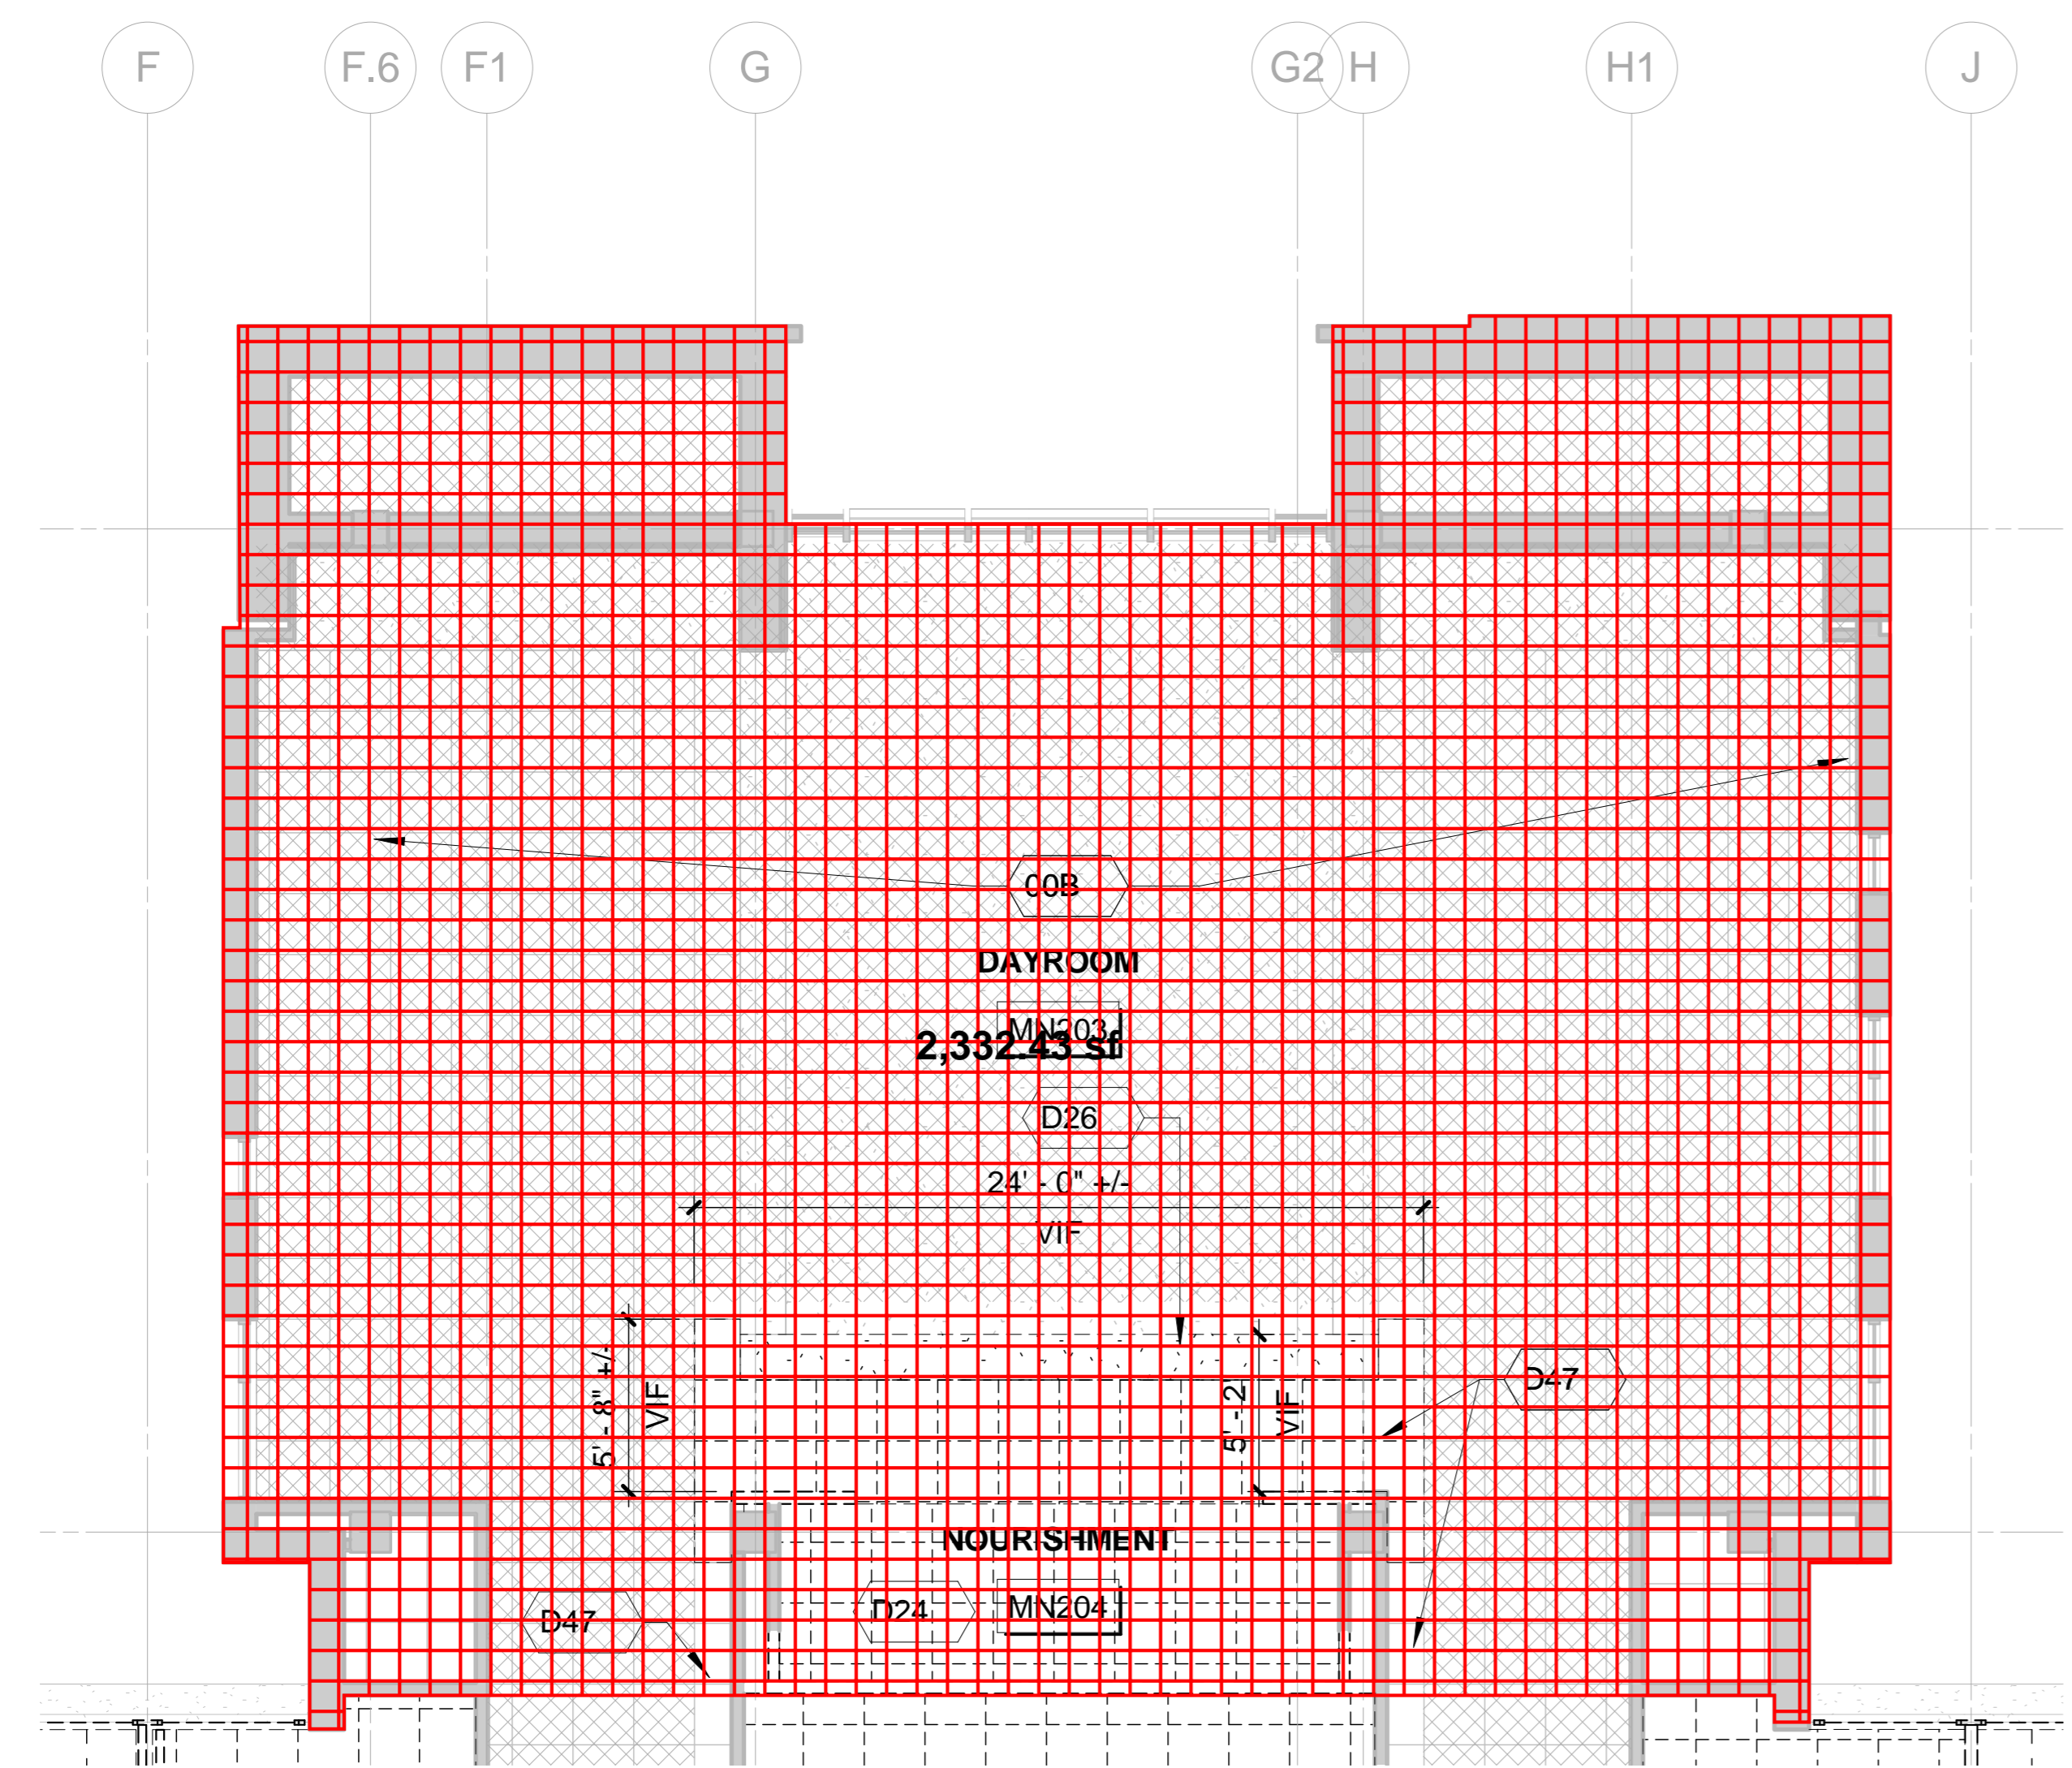 F F.6 F1 G G2 H H1 J
00B
DAYROOM
MN203
2,332.43 sf
D26
24' - 0" +/-
VIF
5' - 8" +/-
VIF
5' - 2
VIF
D47
NOURISHMENT
D24
MN204
D47